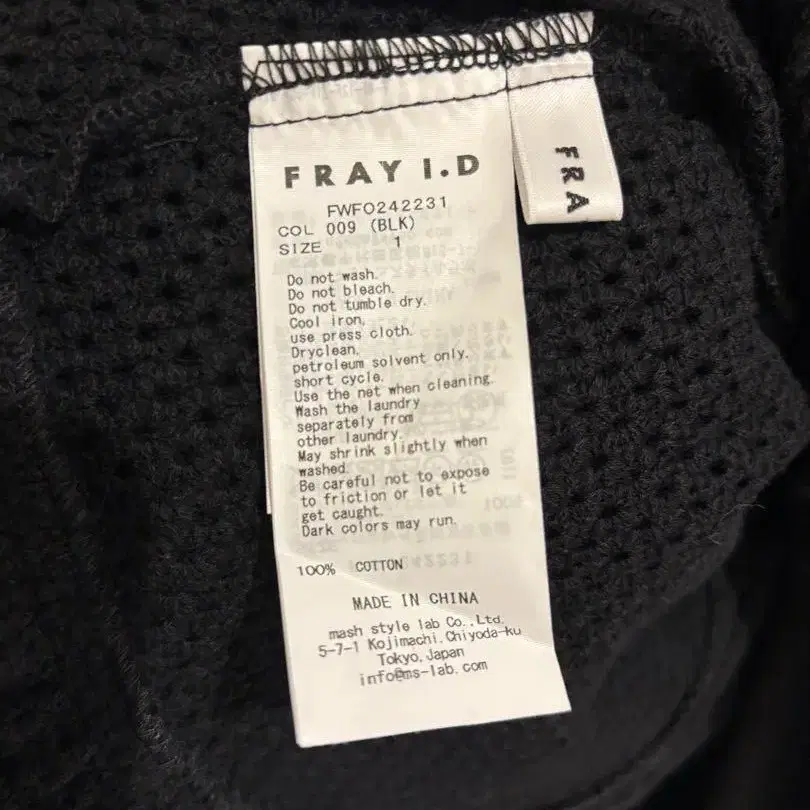 FRAY I.D
FWFO242231
COL 009 (BLK)
SIZE 1
Do not wash.
Do not bleach.
Do not tumble dry.
Cool iron,
use press cloth.
Dryclean.
petroleum solvent only.
short cycle.
Use the net when cleaning.
Wash the laundry
separately from
other laundry.
May shrink slightly when
washed.
Be careful not to expose
to friction or let it
get caught.
Dark colors may run.
100% COTTON
MADE IN CHINA
mash style lab Co.,Ltd.
5-7-1 Kojimachi,Chiyoda-ku
Tokyo,Japan
info@ms-lab.com
FRA